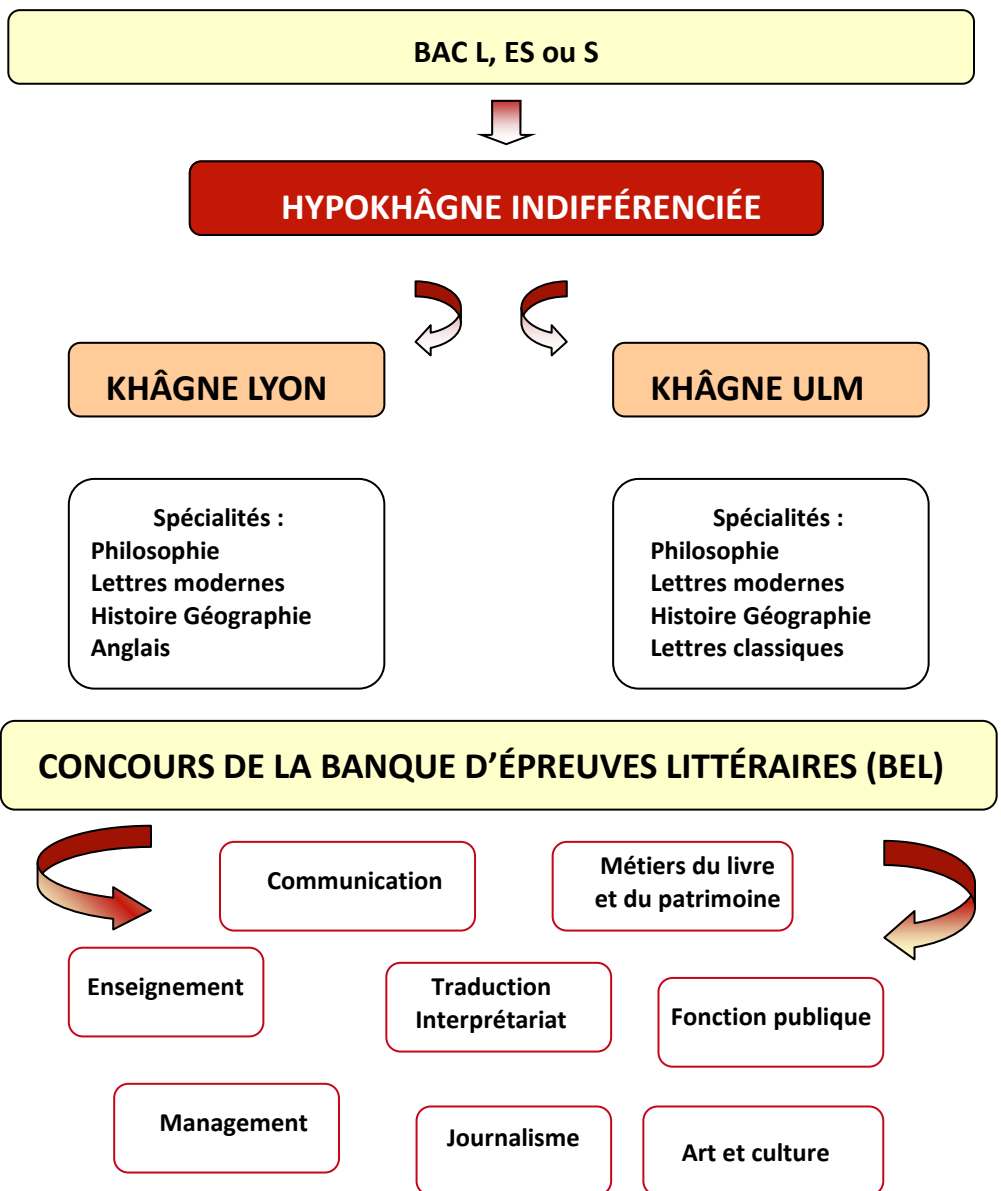 BAC L, ES ou S
HYPOKHÂGNE INDIFFÉRENCIÉE
KHÂGNE LYON
KHÂGNE ULM
Spécialités :
Philosophie
Lettres modernes
Histoire Géographie
Anglais
Spécialités :
Philosophie
Lettres modernes
Histoire Géographie
Lettres classiques
CONCOURS DE LA BANQUE D’ÉPREUVES LITTÉRAIRES (BEL)
Communication
Métiers du livre
et du patrimoine
Enseignement
Traduction
Interprétariat
Fonction publique
Management
Journalisme
Art et culture